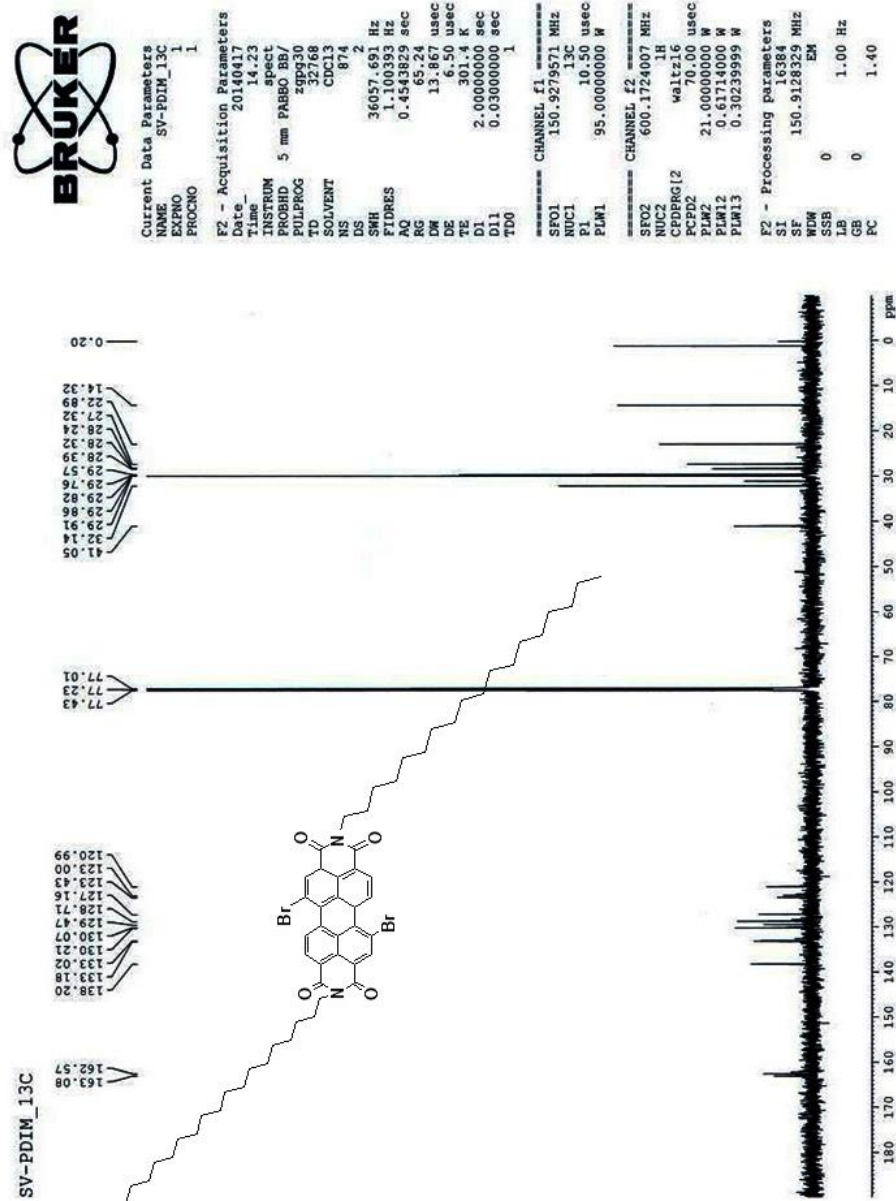 BRUKER
Current Data Parameters
NAME SV-PDIM_13C
EXPNO 1
PROCNO 1
F2 - Acquisition Parameters
Date_ 20140417
Time 14.23
INSTRUM spect
PROBHD 5 mm PABBO BB/
PULPROG zgpg30
TD 32768
SOLVENT CDCl3
NS 874
DS 2
SWH 36057.691 Hz
FIDRES 1.100393 Hz
AQ 0.4543829 sec
RG 65.24
DW 13.867 usec
DE 6.50 usec
TE 301.4 K
D1 2.00000000 sec
D11 0.03000000 sec
TD0 1
======== CHANNEL f1 ========
SFO1 150.9279571 MHz
NUC1 13C
P1 10.50 usec
PLW1 95.00000000 W
======== CHANNEL f2 ========
SFO2 600.1724007 MHz
NUC2 1H
CPDPRG[2 waltz16
PCPD2 70.00 usec
PLW2 21.00000000 W
PLW12 0.61714000 W
PLW13 0.30239999 W
F2 - Processing parameters
SI 16384
SF 150.9128329 MHz
WDW EM
SSB 0
LB 1.00 Hz
GB 0
PC 1.40
SV-PDIM_13C
163.08
162.57
138.20
133.18
133.02
130.21
130.07
129.47
128.71
127.16
123.43
123.00
120.99
77.43
77.23
77.01
41.05
32.14
29.91
29.86
29.82
29.76
29.57
28.39
28.32
28.24
27.32
22.89
14.32
0.20
O
N
O
Br
Br
O
N
O
180 170 160 150 140 130 120 110 100 90 80 70 60 50 40 30 20 10 0 ppm